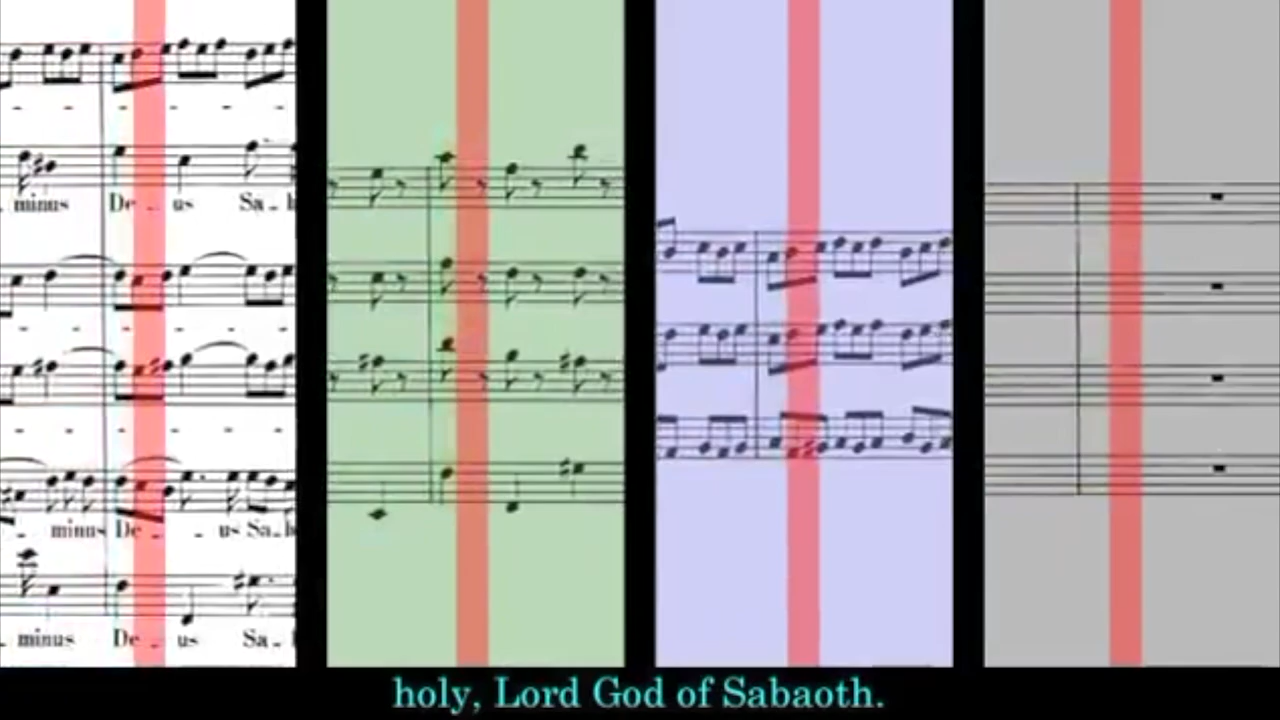 minus De - us Sa - 
minus De - - us Sa -
minus De - us Sa -
holy, Lord God of Sabaoth.